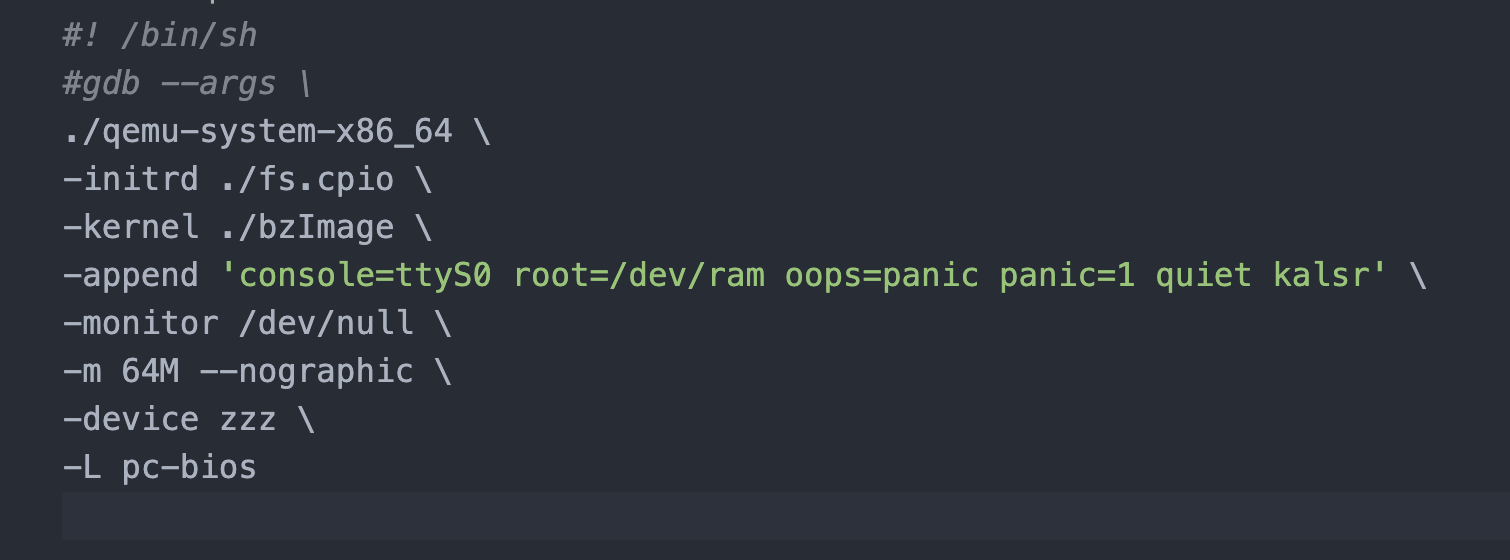 #! /bin/sh
#gdb --args \
./qemu-system-x86_64 \
-initrd ./fs.cpio \
-kernel ./bzImage \
-append 'console=ttyS0 root=/dev/ram oops=panic panic=1 quiet kalsr' \
-monitor /dev/null \
-m 64M --nographic \
-device zzz \
-L pc-bios